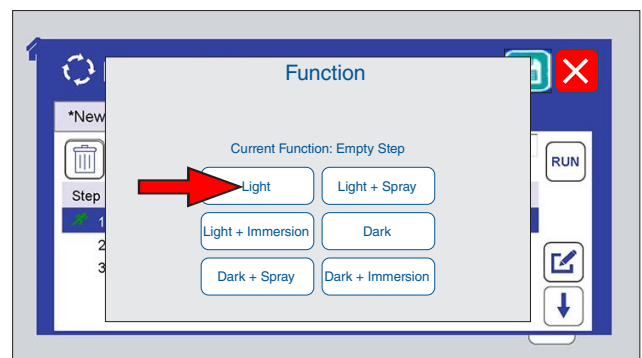 Function
*New
Current Function: Empty Step
RUN
Light
Light + Spray
Step
1
Light + Immersion
Dark
2
3
Dark + Spray
Dark + Immersion